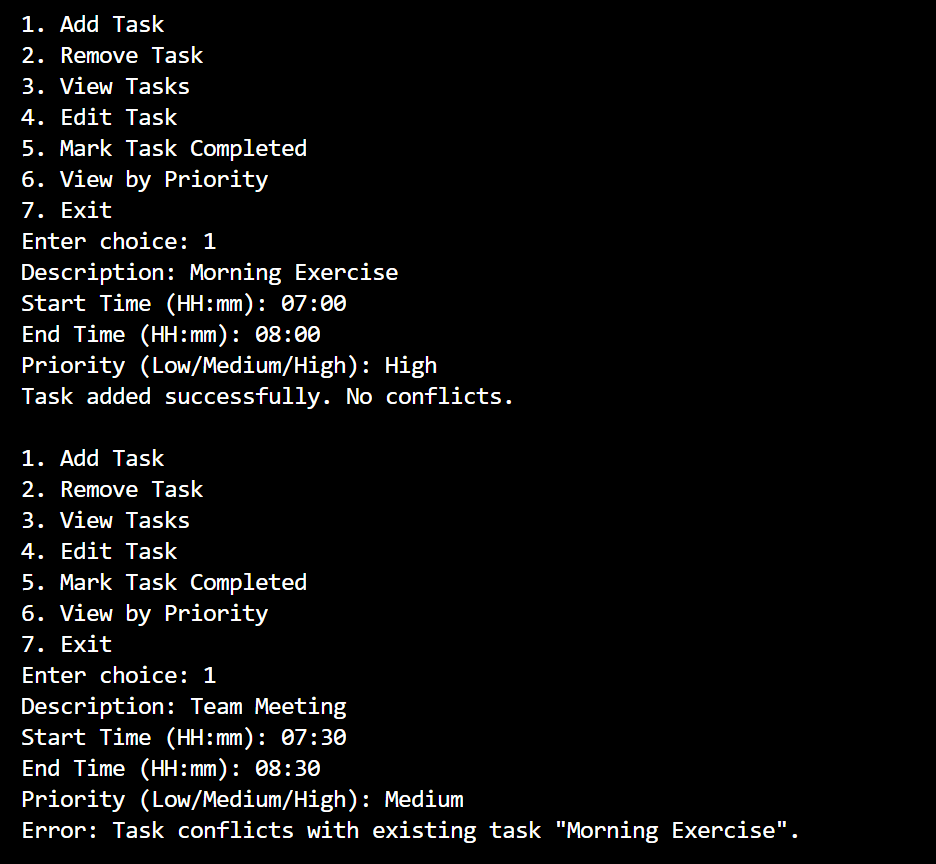 1. Add Task
2. Remove Task
3. View Tasks
4. Edit Task
5. Mark Task Completed
6. View by Priority
7. Exit
Enter choice: 1
Description: Morning Exercise
Start Time (HH:mm): 07:00
End Time (HH:mm): 08:00
Priority (Low/Medium/High): High
Task added successfully. No conflicts.
1. Add Task
2. Remove Task
3. View Tasks
4. Edit Task
5. Mark Task Completed
6. View by Priority
7. Exit
Enter choice: 1
Description: Team Meeting
Start Time (HH:mm): 07:30
End Time (HH:mm): 08:30
Priority (Low/Medium/High): Medium
Error: Task conflicts with existing task "Morning Exercise".